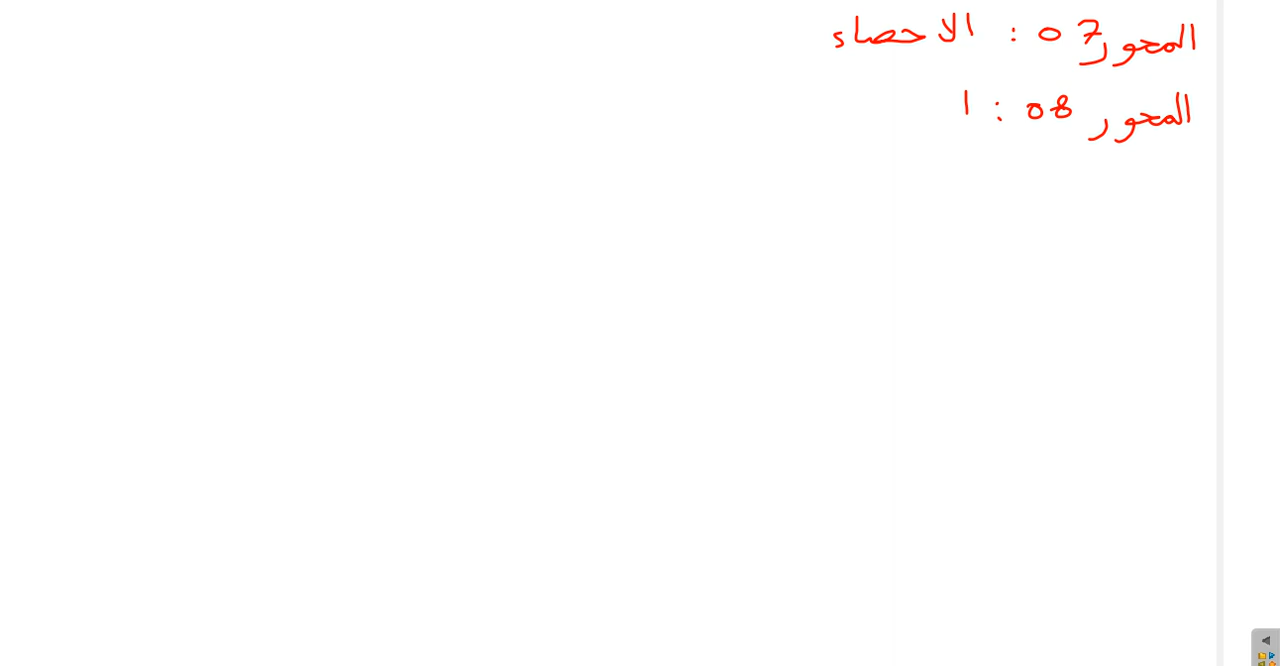 المحور 07 : الاحصاء
المحور 08 : ا